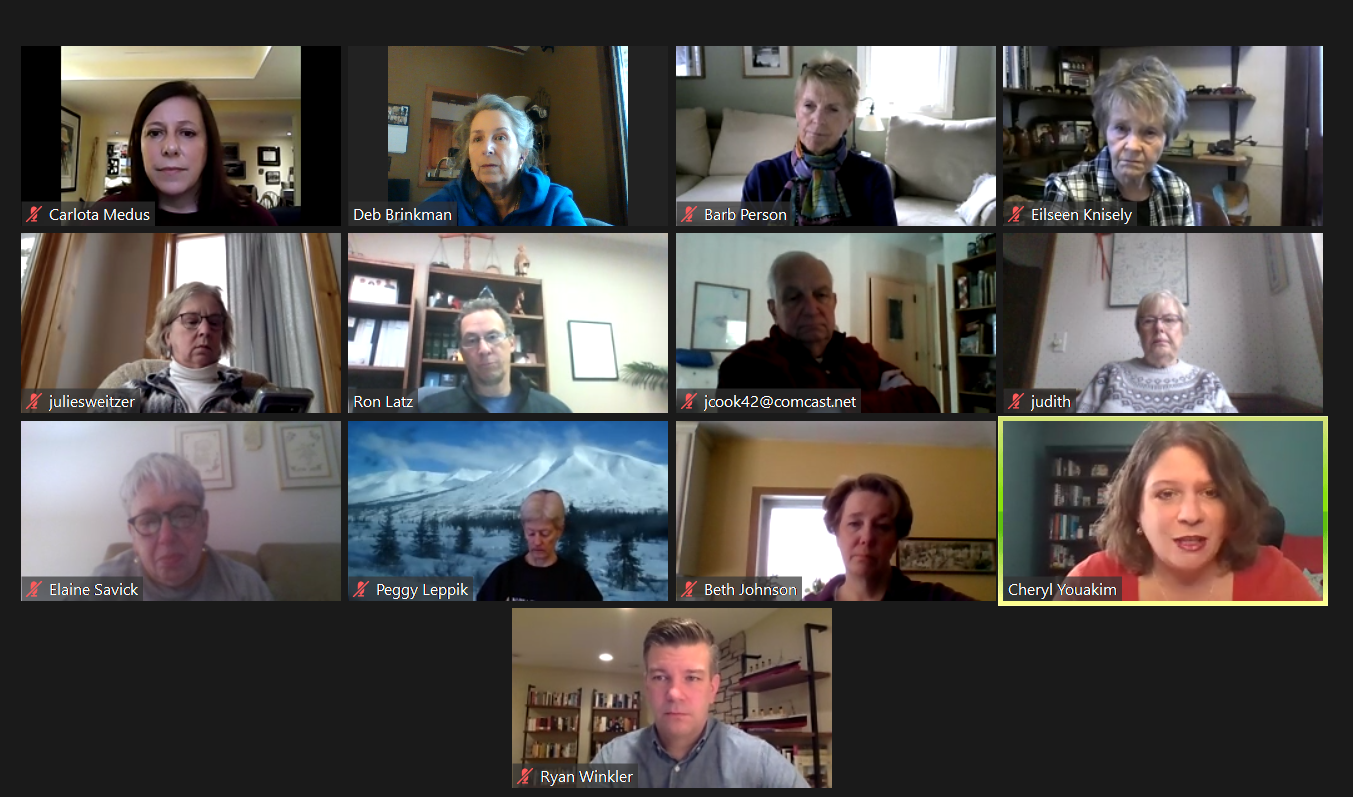 Carlota Medus
Deb Brinkman
Barb Person
Eilseen Knisely
juliesweitzer
Ron Latz
jcook42@comcast.net
judith
Elaine Savick
Peggy Leppik
Beth Johnson
Cheryl Youakim
Ryan Winkler